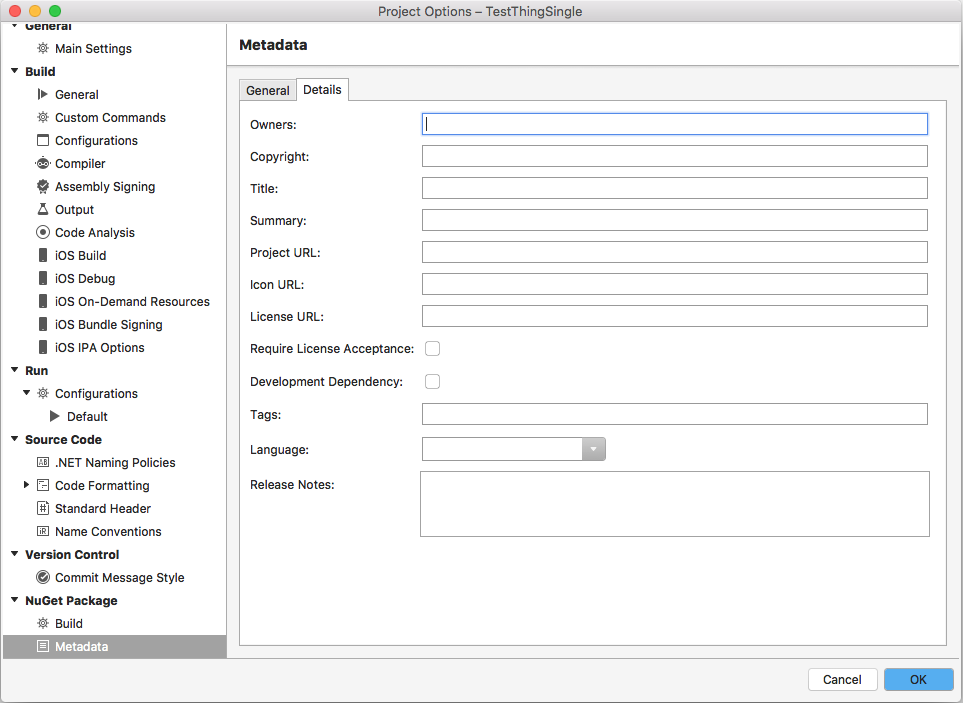 Project Options – TestThingSingle
General
Main Settings
Build
General
Custom Commands
Configurations
Compiler
Assembly Signing
Output
Code Analysis
iOS Build
iOS Debug
iOS On-Demand Resources
iOS Bundle Signing
iOS IPA Options
Run
Configurations
Default
Source Code
.NET Naming Policies
Code Formatting
Standard Header
Name Conventions
Version Control
Commit Message Style
NuGet Package
Build
Metadata
Metadata
General Details
Owners:
Copyright:
Title:
Summary:
Project URL:
Icon URL:
License URL:
Require License Acceptance:
Development Dependency:
Tags:
Language:
Release Notes:
Cancel OK